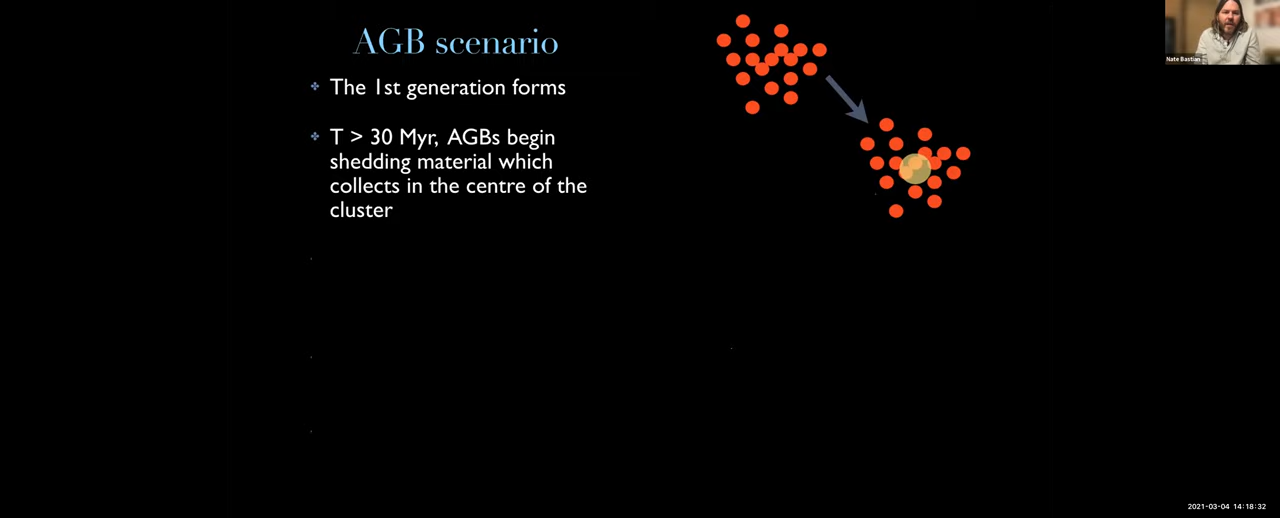 AGB scenario
The 1st generation forms
T > 30 Myr, AGBs begin
shedding material which
collects in the centre of the
cluster
Nate Bastian
2021-03-04 14:18:32